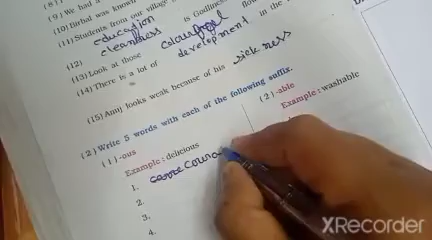 (9) We had a
(10) Birbal was known
(11) Students from our village
(12) education
cleanliness is Godliness
(13) Look at those colourful
(14) There is a lot of development in the
(15) Anuj looks weak because of his sickness
(2) Write 5 words with each of the following suffix.
(1) -ous (2) -able
Example : delicious Example : washable
1.
2.
3.
4.
XRecorder